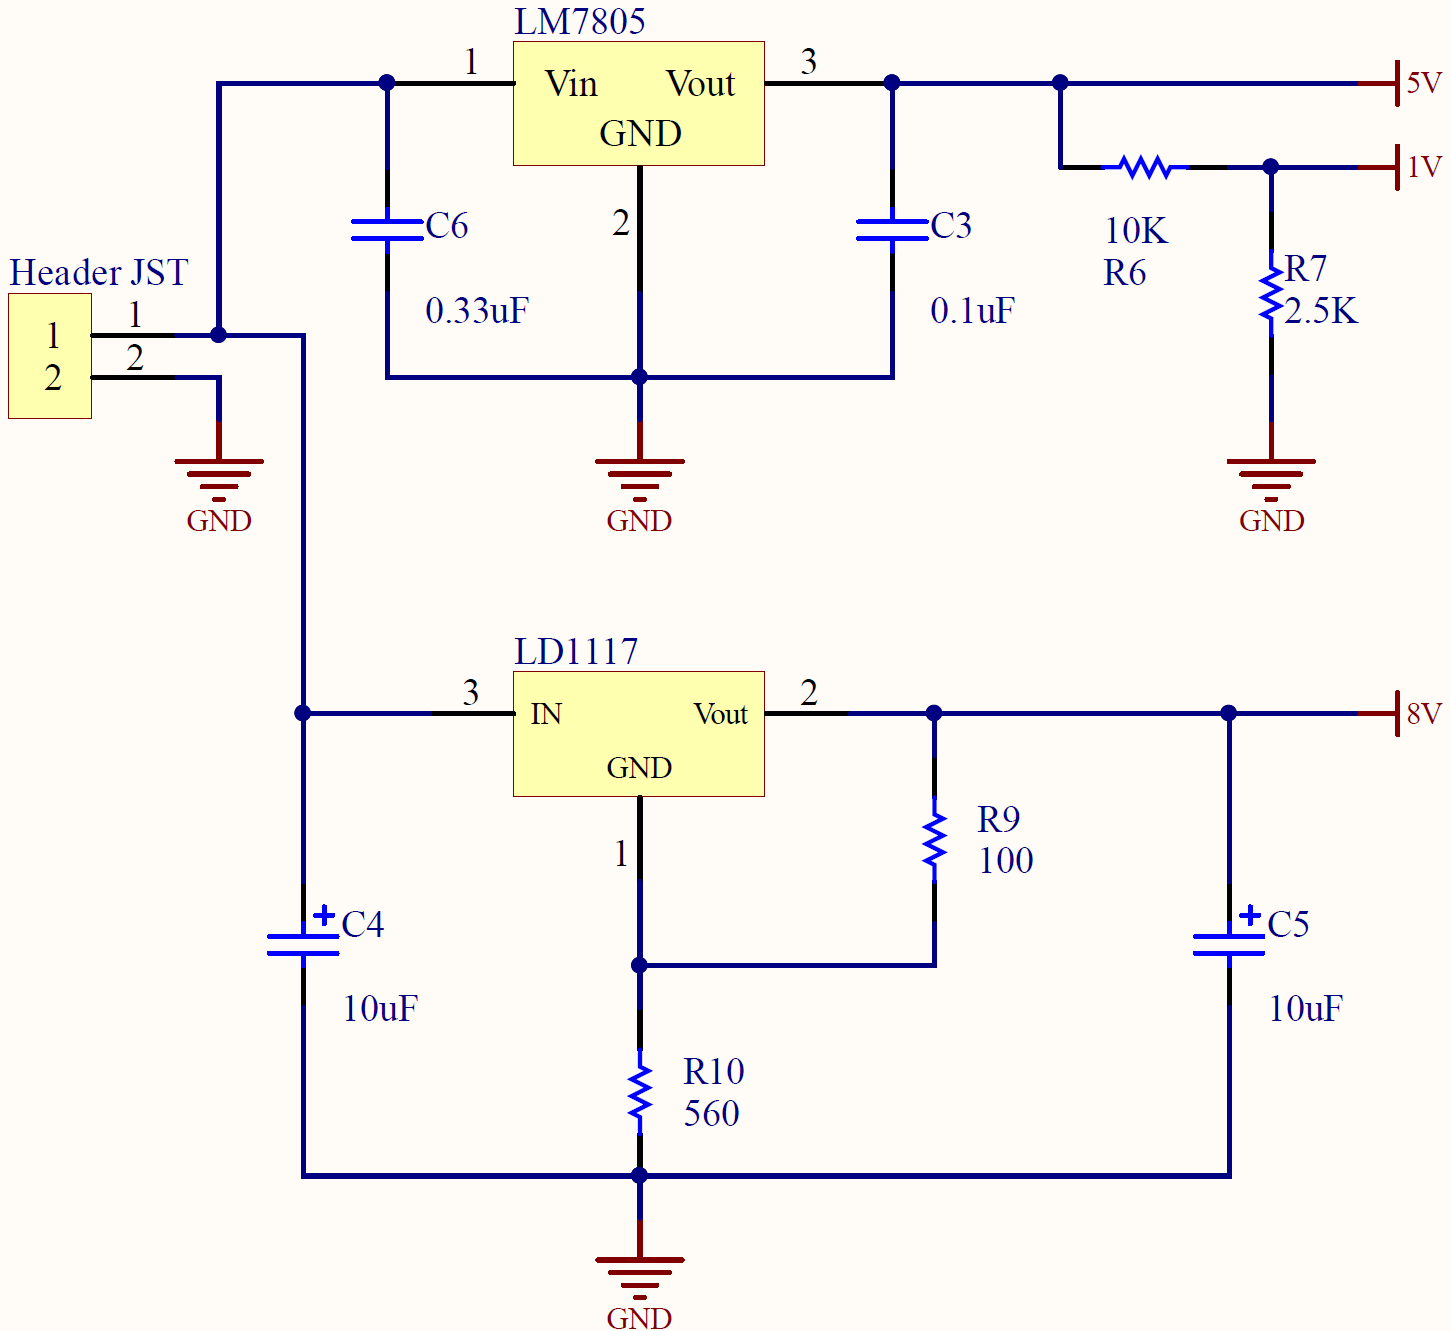 LM7805
1
Vin
Vout
3
5V
GND
1V
2
C6
C3
10K
R6
R7
2.5K
Header JST
0.33uF
0.1uF
1
1
2
2
GND
GND
GND
LD1117
3
IN
Vout
2
8V
GND
1
R9
100
C4
10uF
C5
10uF
R10
560
GND